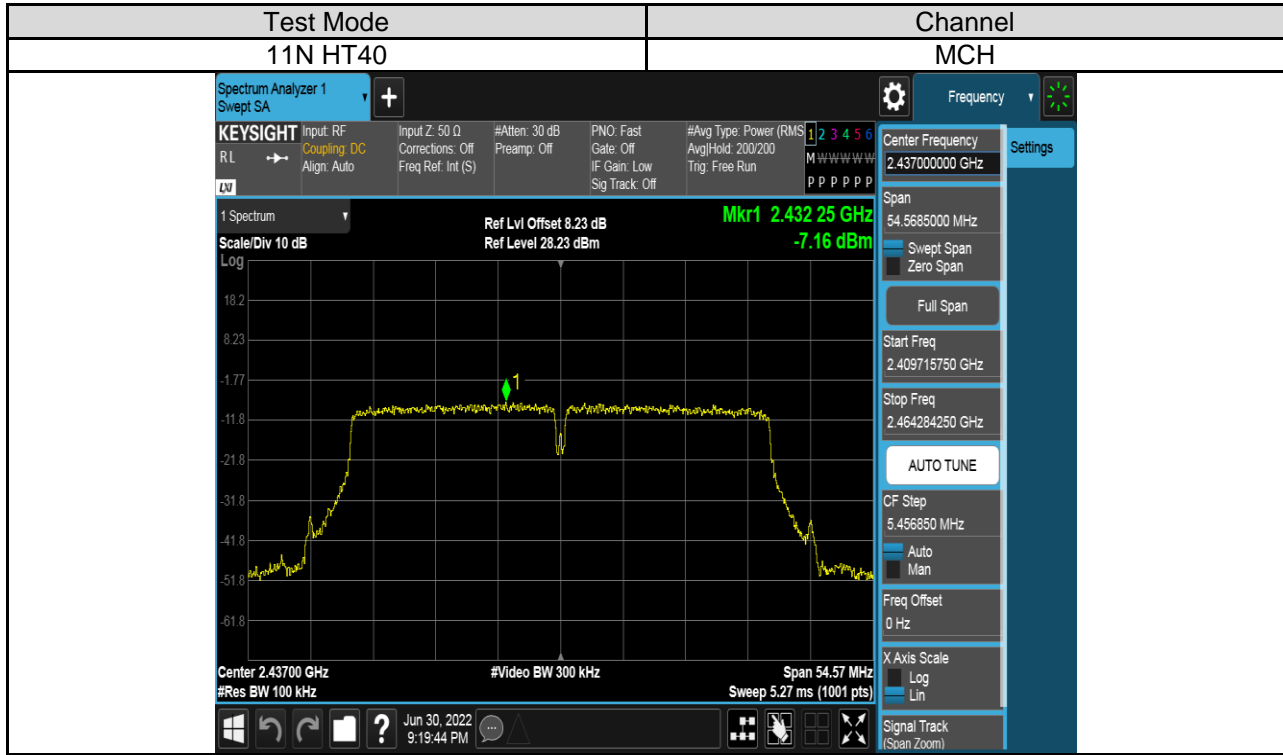 Test Mode Channel
11N HT40 MCH
Spectrum Analyzer 1
Swept SA
Frequency
KEYSIGHT Input: RF Input Z: 50 Ω #Atten: 30 dB PNO: Fast #Avg Type: Power (RMS 1 2 3 4 5 6
RL Coupling: DC Corrections: Off Preamp: Off Gate: Off Avg|Hold: 200/200 M W W W W W
Align: Auto Freq Ref: Int (S) IF Gain: Low Trig: Free Run
LXI Sig Track: Off P P P P P P
1 Spectrum Ref Lvl Offset 8.23 dB Mkr1 2.432 25 GHz
Scale/Div 10 dB Ref Level 28.23 dBm -7.16 dBm
Log
18.2
8.23
-1.77
1
-11.8
-21.8
-31.8
-41.8
-51.8
-61.8
Center 2.43700 GHz #Video BW 300 kHz Span 54.57 MHz
#Res BW 100 kHz Sweep 5.27 ms (1001 pts)
? Jun 30, 2022
9:19:44 PM
Center Frequency
2.437000000 GHz
Settings
Span
54.5685000 MHz
Swept Span
Zero Span
Full Span
Start Freq
2.409715750 GHz
Stop Freq
2.464284250 GHz
AUTO TUNE
CF Step
5.456850 MHz
Auto
Man
Freq Offset
0 Hz
X Axis Scale
Log
Lin
Signal Track
(Span Zoom)